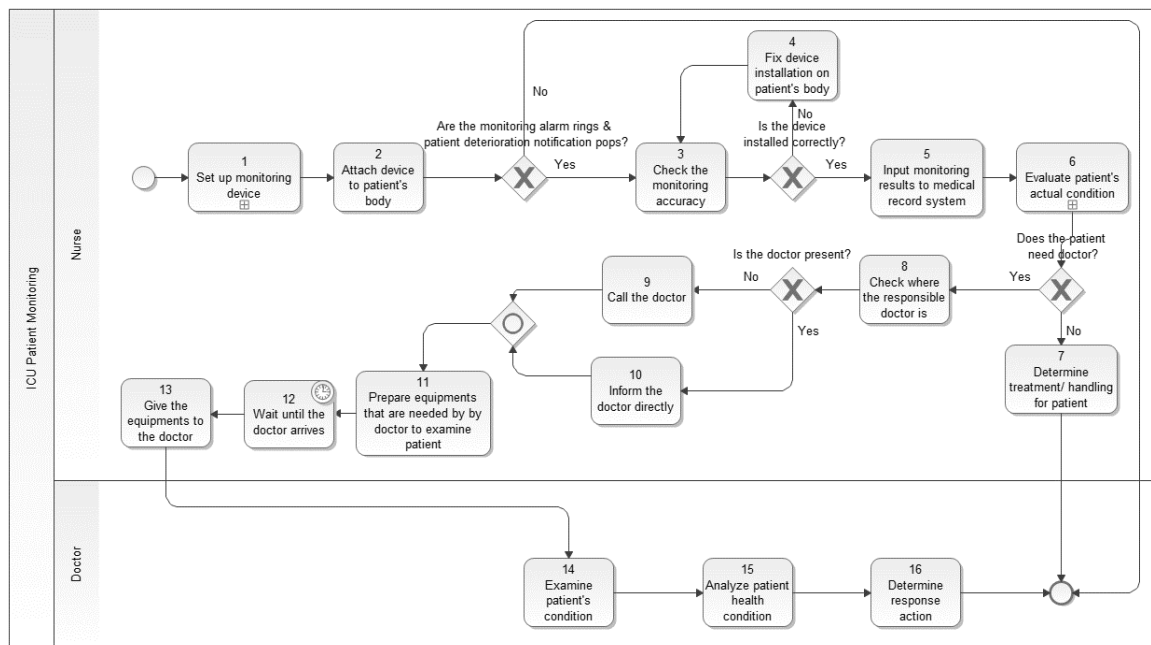 ICU Patient Monitoring
Nurse
1
Set up monitoring
device
2
Attach device
to patient's
body
Are the monitoring alarm rings &
patient deterioration notification pops?
No
Yes
3
Check the
monitoring
accuracy
4
Fix device
installation on
patient's body
No
Is the device
installed correctly?
Yes
5
Input monitoring
results to medical
record system
6
Evaluate patient's
actual condition
Does the patient
need doctor?
Yes
No
7
Determine
treatment/ handling
for patient
8
Check where
the responsible
doctor is
Is the doctor present?
No
Yes
9
Call the doctor
10
Inform the
doctor directly
11
Prepare equipments
that are needed by by
doctor to examine
patient
12
Wait until the
doctor arrives
13
Give the
equipments to
the doctor
Doctor
14
Examine
patient's
condition
15
Analyze patient
health
condition
16
Determine
response
action